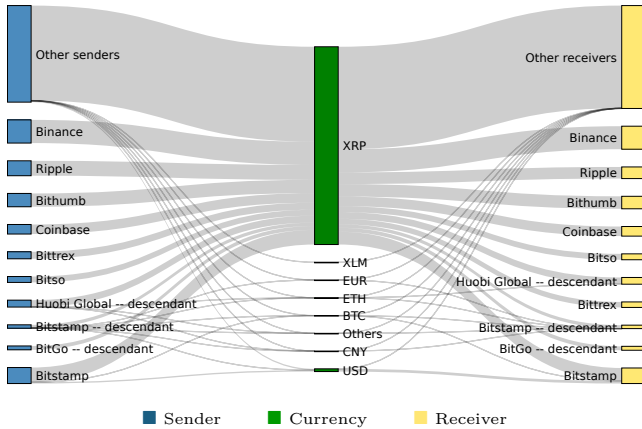 Other senders
Binance
Ripple
Bithumb
Coinbase
Bittrex
Bitso
Huobi Global -- descendant
Bitstamp -- descendant
BitGo -- descendant
Bitstamp
XRP
XLM
EUR
ETH
BTC
Others
CNY
USD
Other receivers
Binance
Ripple
Bithumb
Coinbase
Bitso
Huobi Global -- descendant
Bittrex
Bitstamp -- descendant
BitGo -- descendant
Bitstamp
Sender Currency Receiver